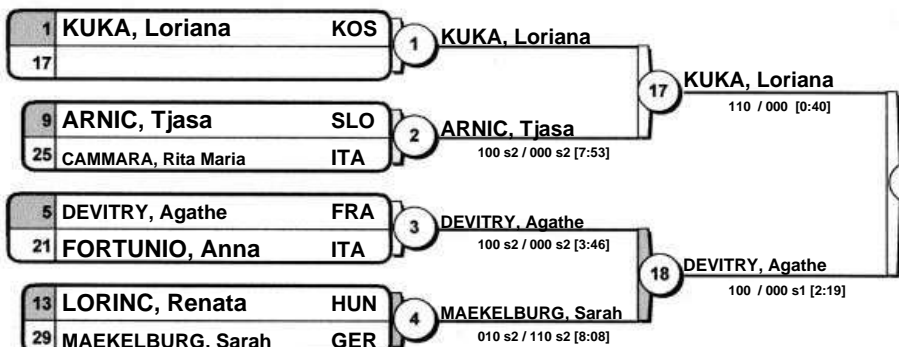 1 KUKA, Loriana KOS
17
1 KUKA, Loriana
9 ARNIC, Tjasa SLO
25 CAMMARA, Rita Maria ITA
2 ARNIC, Tjasa
100 s2 / 000 s2 [7:53]
17 KUKA, Loriana
110 / 000 [0:40]
5 DEVITRY, Agathe FRA
21 FORTUNIO, Anna ITA
3 DEVITRY, Agathe
100 s2 / 000 s2 [3:46]
13 LORINC, Renata HUN
29 MAEKELBURG, Sarah GER
4 MAEKELBURG, Sarah
010 s2 / 110 s2 [8:08]
18 DEVITRY, Agathe
100 / 000 s1 [2:19]